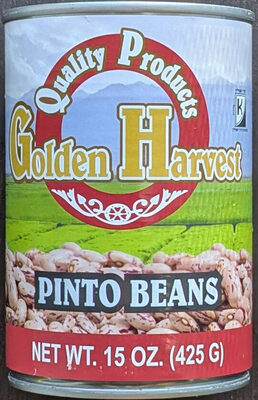 Quality Products
Golden Harvest
K
PINTO BEANS
NET WT. 15 OZ. (425 G)